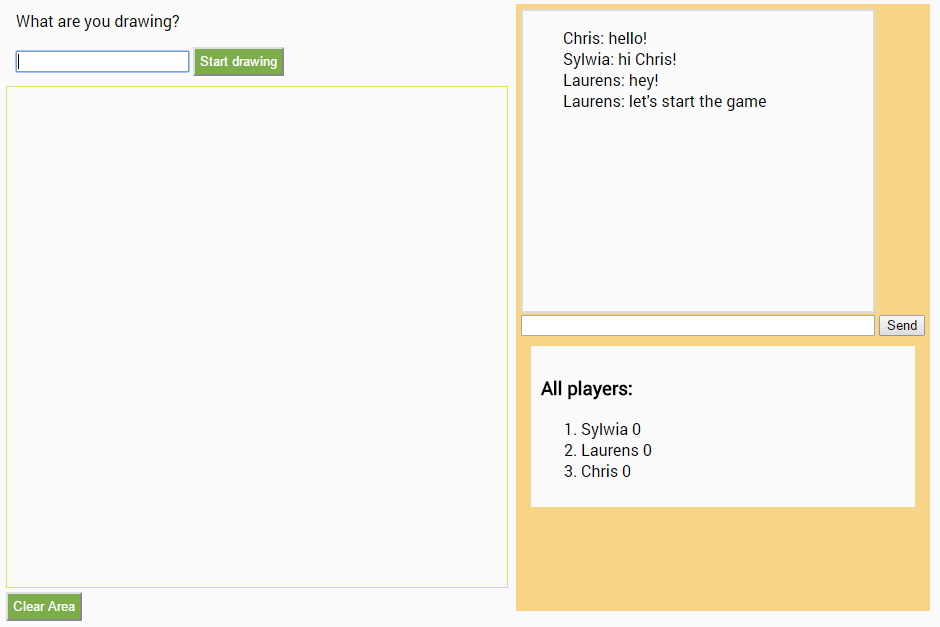 What are you drawing?
Start drawing
Clear Area
Chris: hello!
Sylwia: hi Chris!
Laurens: hey!
Laurens: let's start the game
Send
All players:
1. Sylwia 0
2. Laurens 0
3. Chris 0